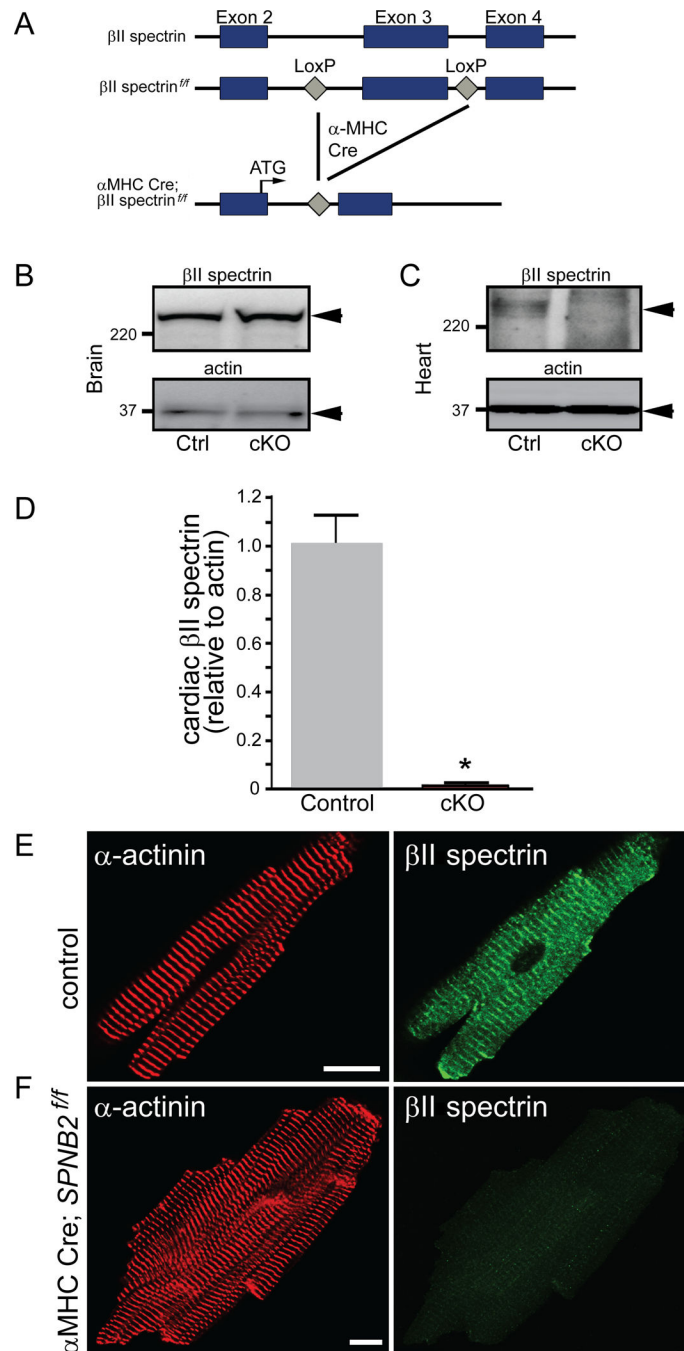 A
Exon 2 Exon 3 Exon 4
βII spectrin
LoxP LoxP
βII spectrin f/f
α-MHC
Cre
ATG
αMHC Cre;
βII spectrin f/f
B
βII spectrin
220
Brain
actin
37
Ctrl cKO
C
βII spectrin
220
Heart
actin
37
Ctrl cKO
D
cardiac βII spectrin
(relative to actin)
1.2
1.0
0.8
0.6
0.4
0.2
0
*
Control cKO
E
control
α-actinin
βII spectrin
F
αMHC Cre; SPNB2 f/f
α-actinin
βII spectrin